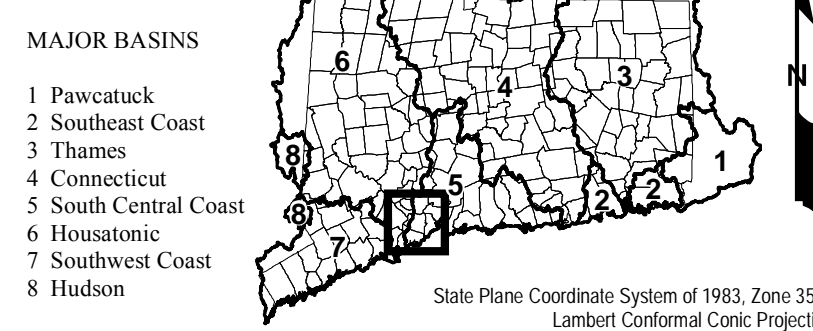 MAJOR BASINS
1 Pawcatuck
2 Southeast Coast
3 Thames
4 Connecticut
5 South Central Coast
6 Housatonic
7 Southwest Coast
8 Hudson
6
4
3
8
1
5
2
2
8
7
N
State Plane Coordinate System of 1983, Zone 35
Lambert Conformal Conic